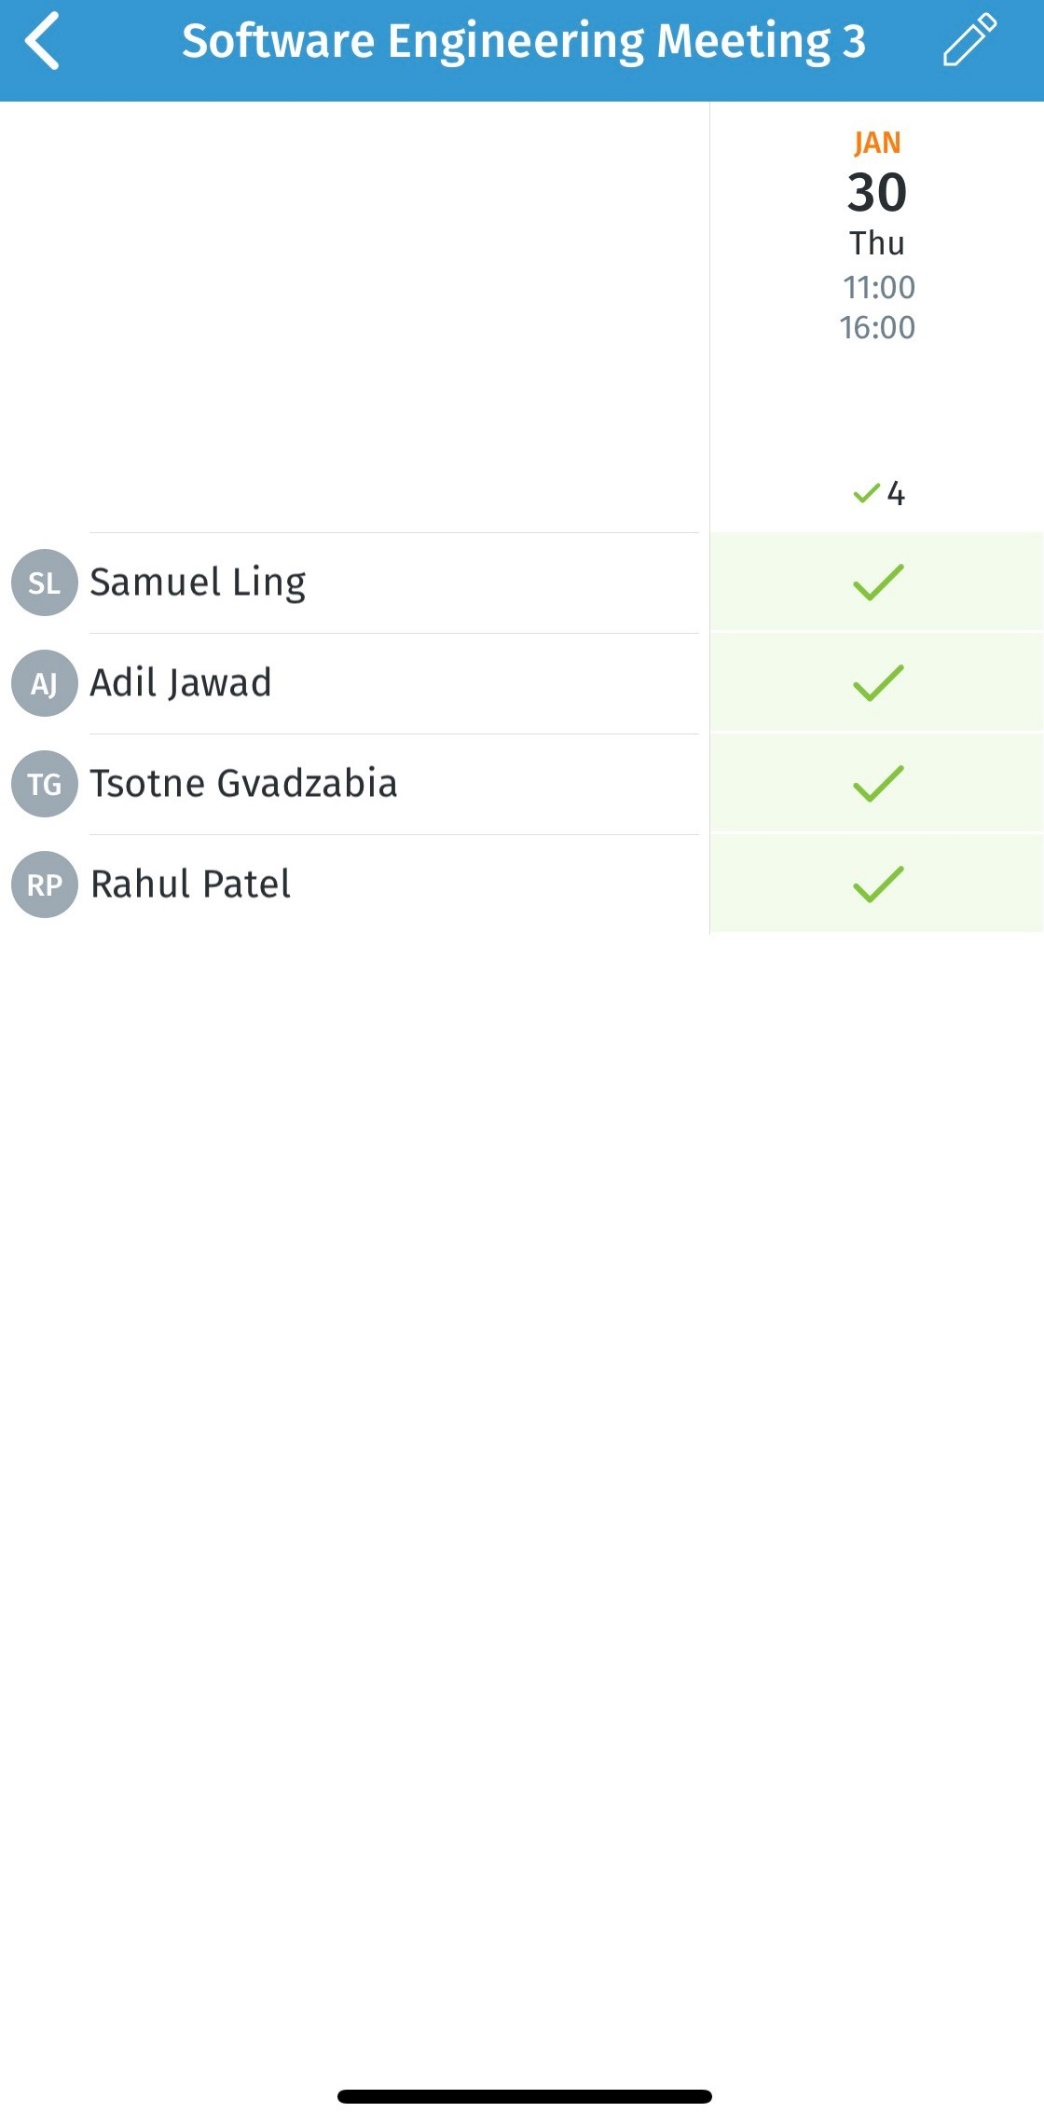 Software Engineering Meeting 3
JAN
30
Thu
11:00
16:00
4
SL Samuel Ling
AJ Adil Jawad
TG Tsotne Gvadzabia
RP Rahul Patel